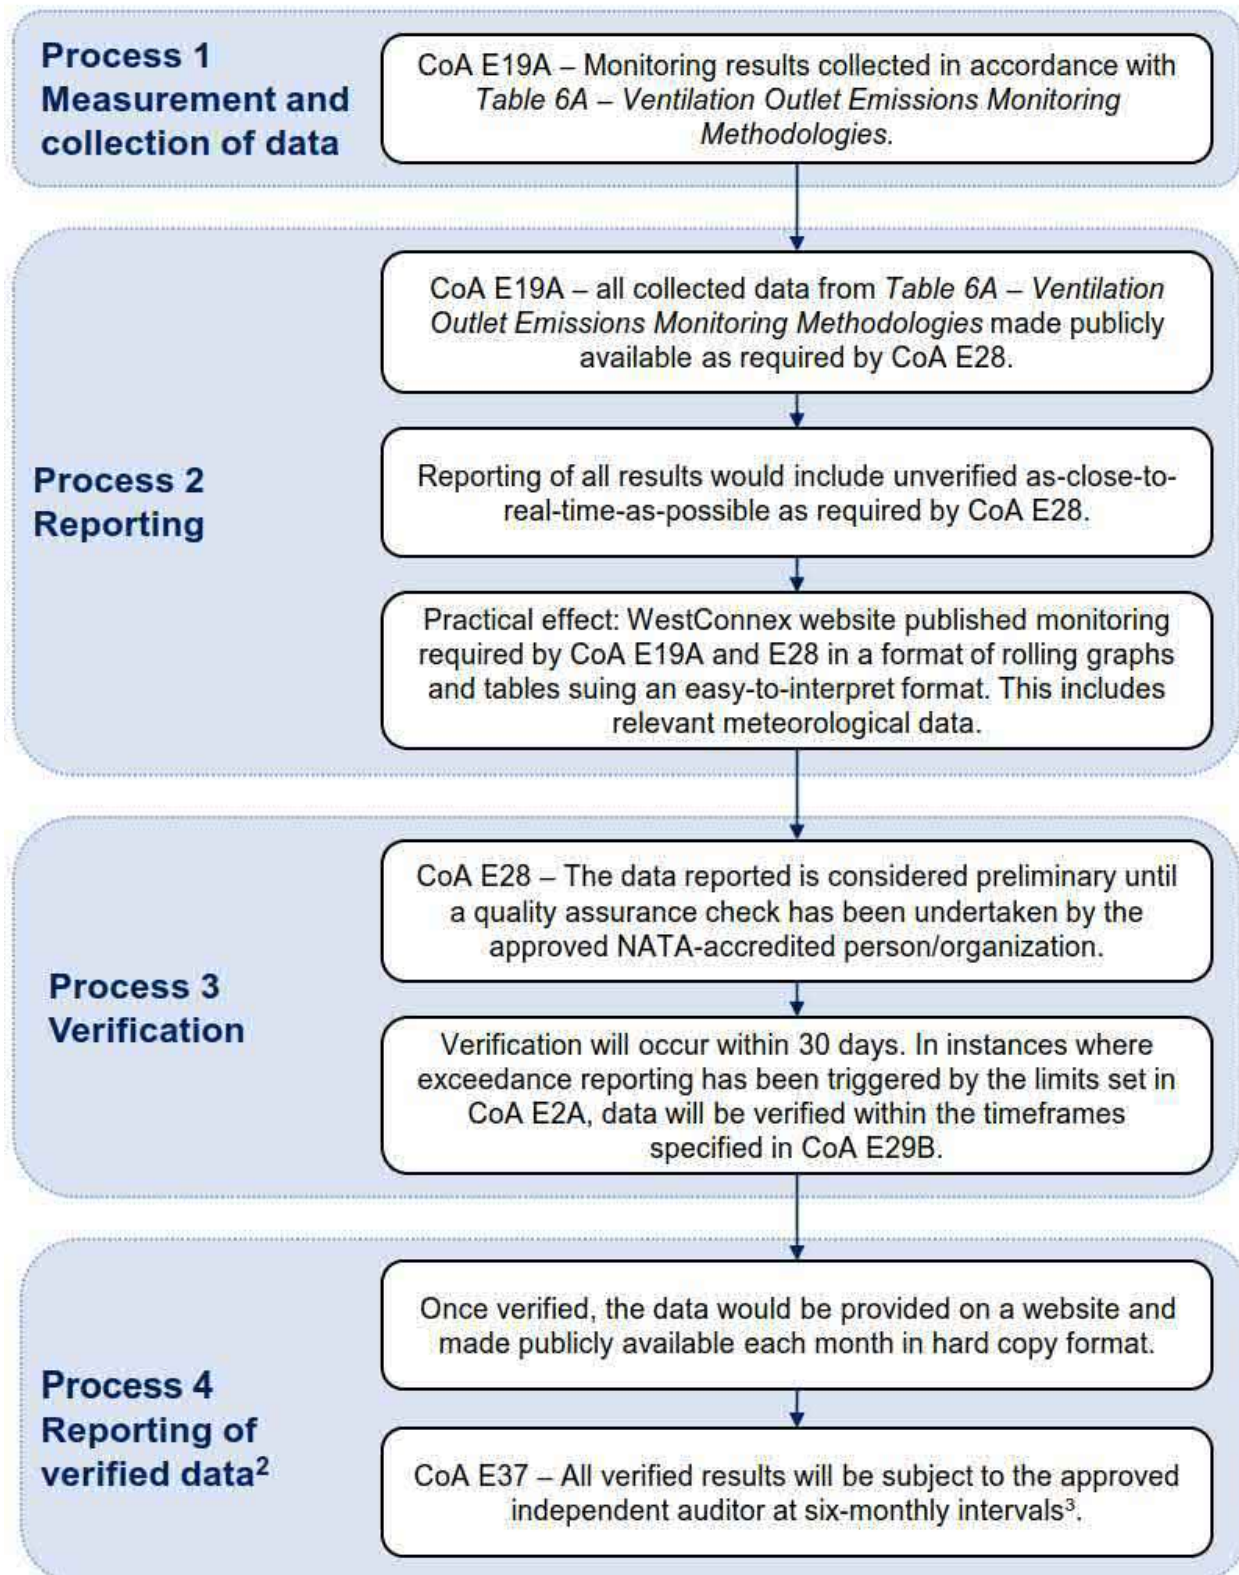 Process 1
Measurement and
collection of data
CoA E19A – Monitoring results collected in accordance with
Table 6A – Ventilation Outlet Emissions Monitoring
Methodologies.
Process 2
Reporting
CoA E19A – all collected data from Table 6A – Ventilation
Outlet Emissions Monitoring Methodologies made publicly
available as required by CoA E28.
Reporting of all results would include unverified as-close-to-
real-time-as-possible as required by CoA E28.
Practical effect: WestConnex website published monitoring
required by CoA E19A and E28 in a format of rolling graphs
and tables suing an easy-to-interpret format. This includes
relevant meteorological data.
Process 3
Verification
CoA E28 – The data reported is considered preliminary until
a quality assurance check has been undertaken by the
approved NATA-accredited person/organization.
Verification will occur within 30 days. In instances where
exceedance reporting has been triggered by the limits set in
CoA E2A, data will be verified within the timeframes
specified in CoA E29B.
Process 4
Reporting of
verified data²
Once verified, the data would be provided on a website and
made publicly available each month in hard copy format.
CoA E37 – All verified results will be subject to the approved
independent auditor at six-monthly intervals³.